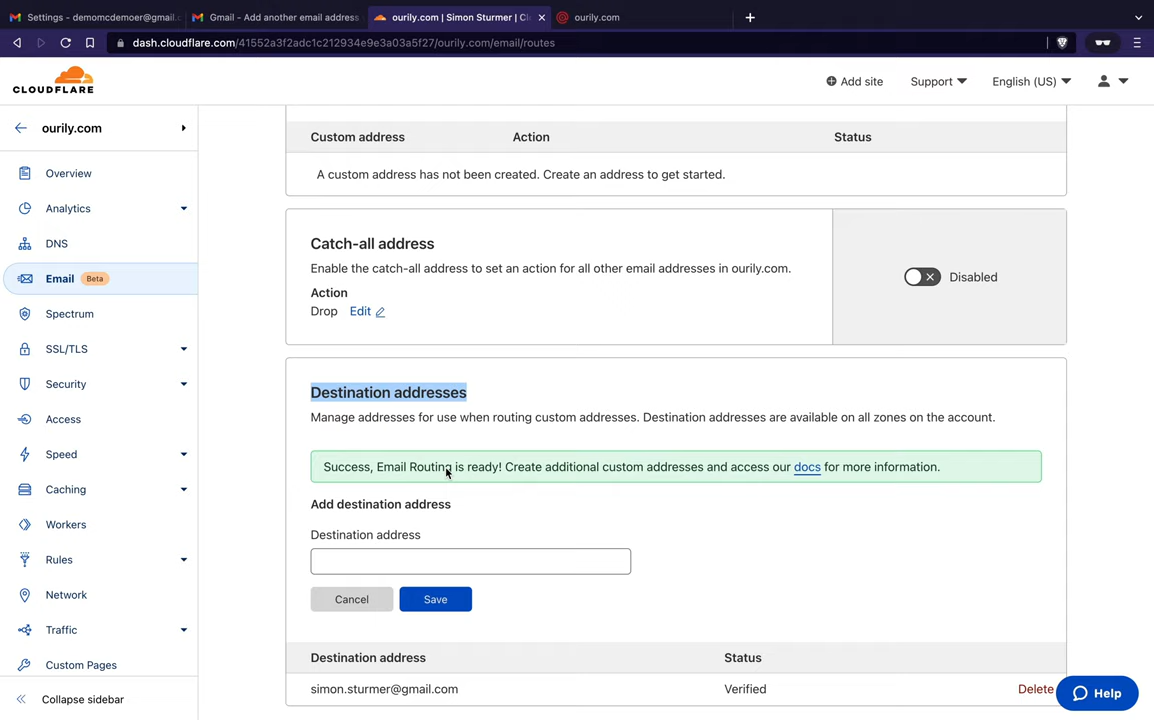 Settings - demomcdemoer@gmail.c
Gmail - Add another email address
ourily.com | Simon Sturmer | Cl
ourily.com
dash.cloudflare.com/41552a3f2adc1c212934e9e3a03a5f27/ourily.com/email/routes
CLOUDFLARE
Add site
Support
English (US)
ourily.com
Overview
Analytics
DNS
Email Beta
Spectrum
SSL/TLS
Security
Access
Speed
Caching
Workers
Rules
Network
Traffic
Custom Pages
Collapse sidebar
Custom address Action Status
A custom address has not been created. Create an address to get started.
Catch-all address
Enable the catch-all address to set an action for all other email addresses in ourily.com.
Action
Drop Edit
Disabled
Destination addresses
Manage addresses for use when routing custom addresses. Destination addresses are available on all zones on the account.
Success, Email Routing is ready! Create additional custom addresses and access our docs for more information.
Add destination address
Destination address
Cancel Save
Destination address Status
simon.sturmer@gmail.com Verified Delete
Help